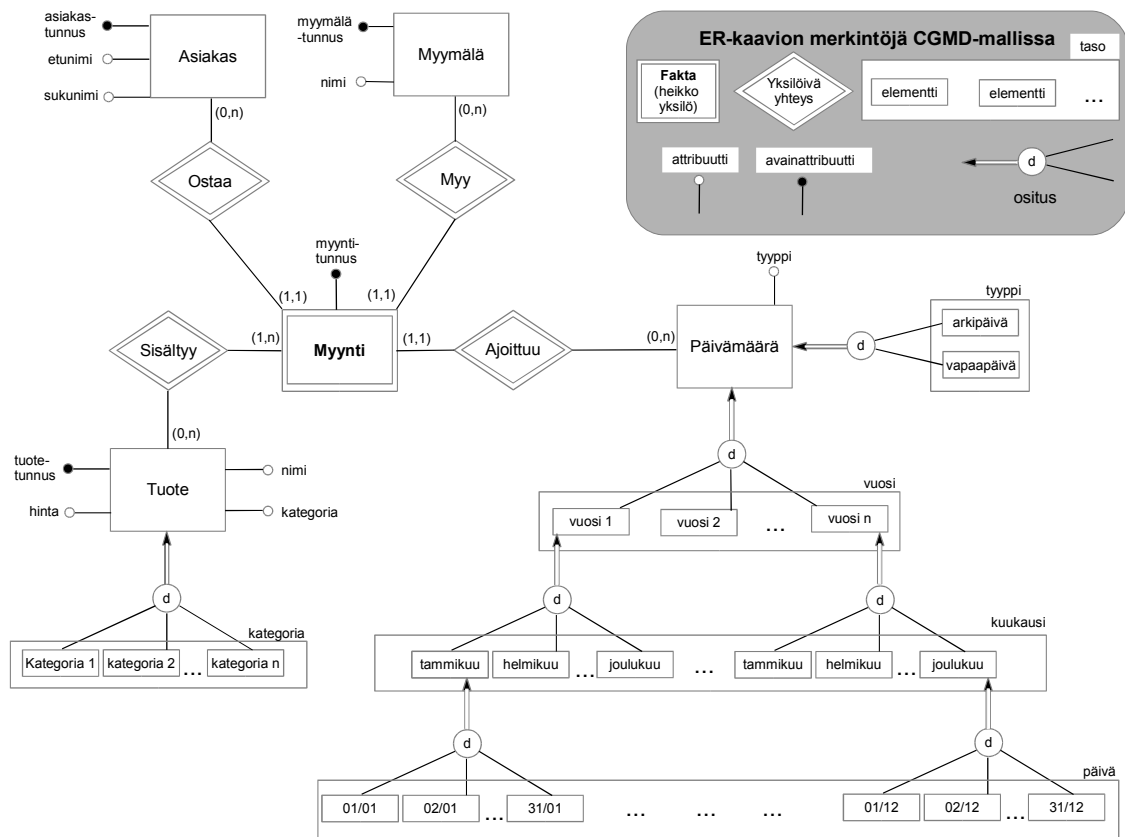 asiakas-
tunnus
etunimi
sukunimi
Asiakas
(0,n)
Ostaa
myymälä
-tunnus
nimi
Myymälä
(0,n)
Myy
ER-kaavion merkintöjä CGMD-mallissa
taso
Fakta
(heikko
yksilö)
Yksilöivä
yhteys
elementti
elementti
...
attribuutti
avainattribuutti
d
ositus
myynti-
tunnus
(1,1)
(1,1)
(1,n)
Myynti
(1,1)
Sisältyy
(0,n)
Ajoittuu
(0,n)
tyyppi
Päivämäärä
d
tyyppi
arkipäivä
vapaapäivä
tuote-
tunnus
hinta
Tuote
nimi
kategoria
d
kategoria
Kategoria 1
kategoria 2
...
kategoria n
d
vuosi
vuosi 1
vuosi 2
...
vuosi n
d
d
kuukausi
tammikuu
helmikuu
...
joulukuu
...
tammikuu
helmikuu
...
joulukuu
d
d
päivä
01/01
02/01
...
31/01
...
...
...
01/12
02/12
...
31/12